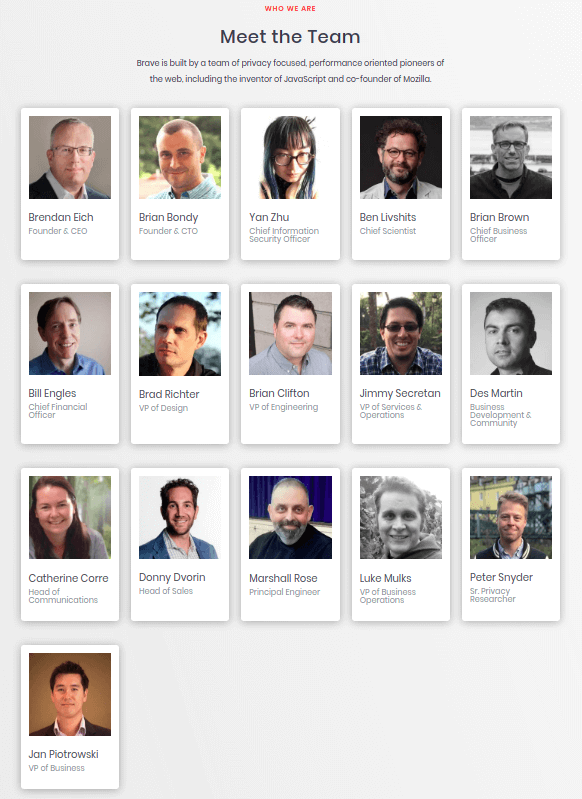 WHO WE ARE
Meet the Team
Brave is built by a team of privacy focused, performance oriented pioneers of
the web, including the inventor of JavaScript and co-founder of Mozilla.
Brendan Eich
Founder & CEO
Brian Bondy
Founder & CTO
Yan Zhu
Chief Information
Security Officer
Ben Livshits
Chief Scientist
Brian Brown
Chief Business
Officer
Bill Engles
Chief Financial
Officer
Brad Richter
VP of Design
Brian Clifton
VP of Engineering
Jimmy Secretan
VP of Services &
Operations
Des Martin
Business
Development &
Community
Catherine Corre
Head of
Communications
Donny Dvorin
Head of Sales
Marshall Rose
Principal Engineer
Luke Mulks
VP of Business
Operations
Peter Snyder
Sr. Privacy
Researcher
Jan Piotrowski
VP of Business